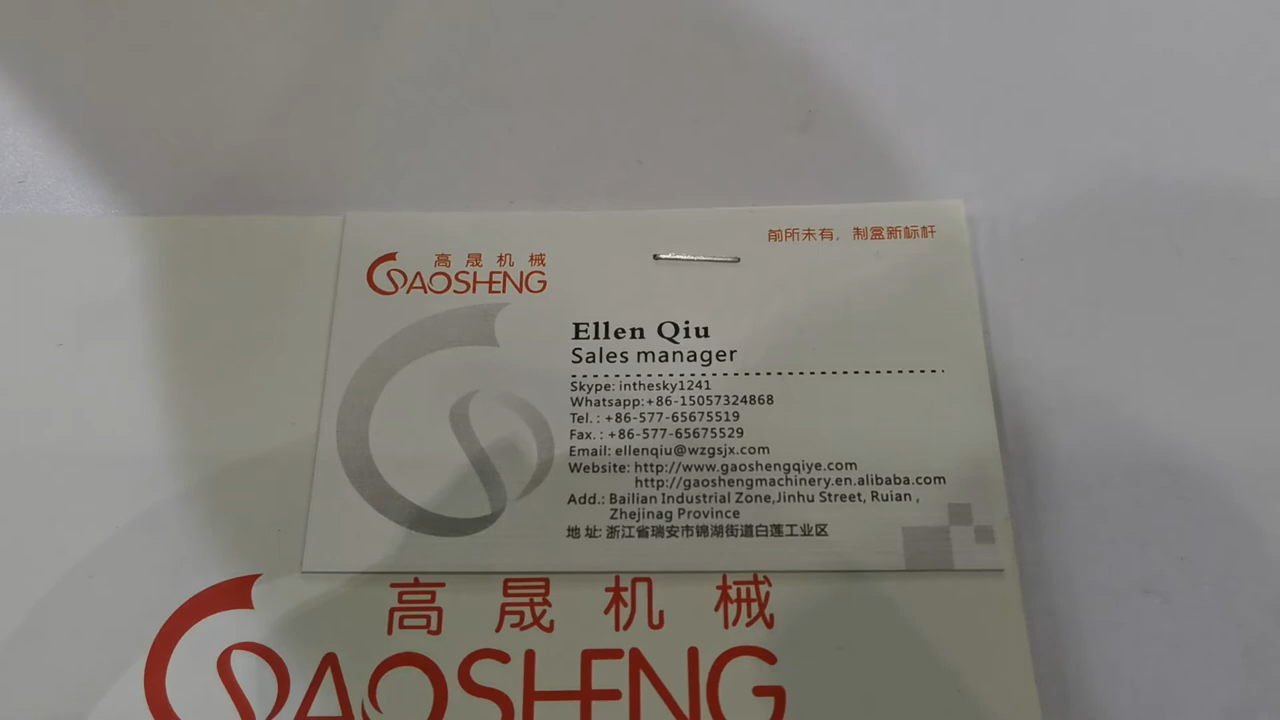 高晟机械
GAOSHENG
前所未有，制盒新标杆
Ellen Qiu
Sales manager
Skype: inthesky1241
Whatsapp:+86-15057324868
Tel. : +86-577-65675519
Fax. : +86-577-65675529
Email: ellenqiu@wzgsjx.com
Website: http://www.gaoshengqiye.com
http://gaoshengmachinery.en.alibaba.com
Add.: Bailian Industrial Zone,Jinhu Street, Ruian ,
Zhejinag Province
地 址: 浙江省瑞安市锦湖街道白莲工业区
高晟机械
GAOSHENG